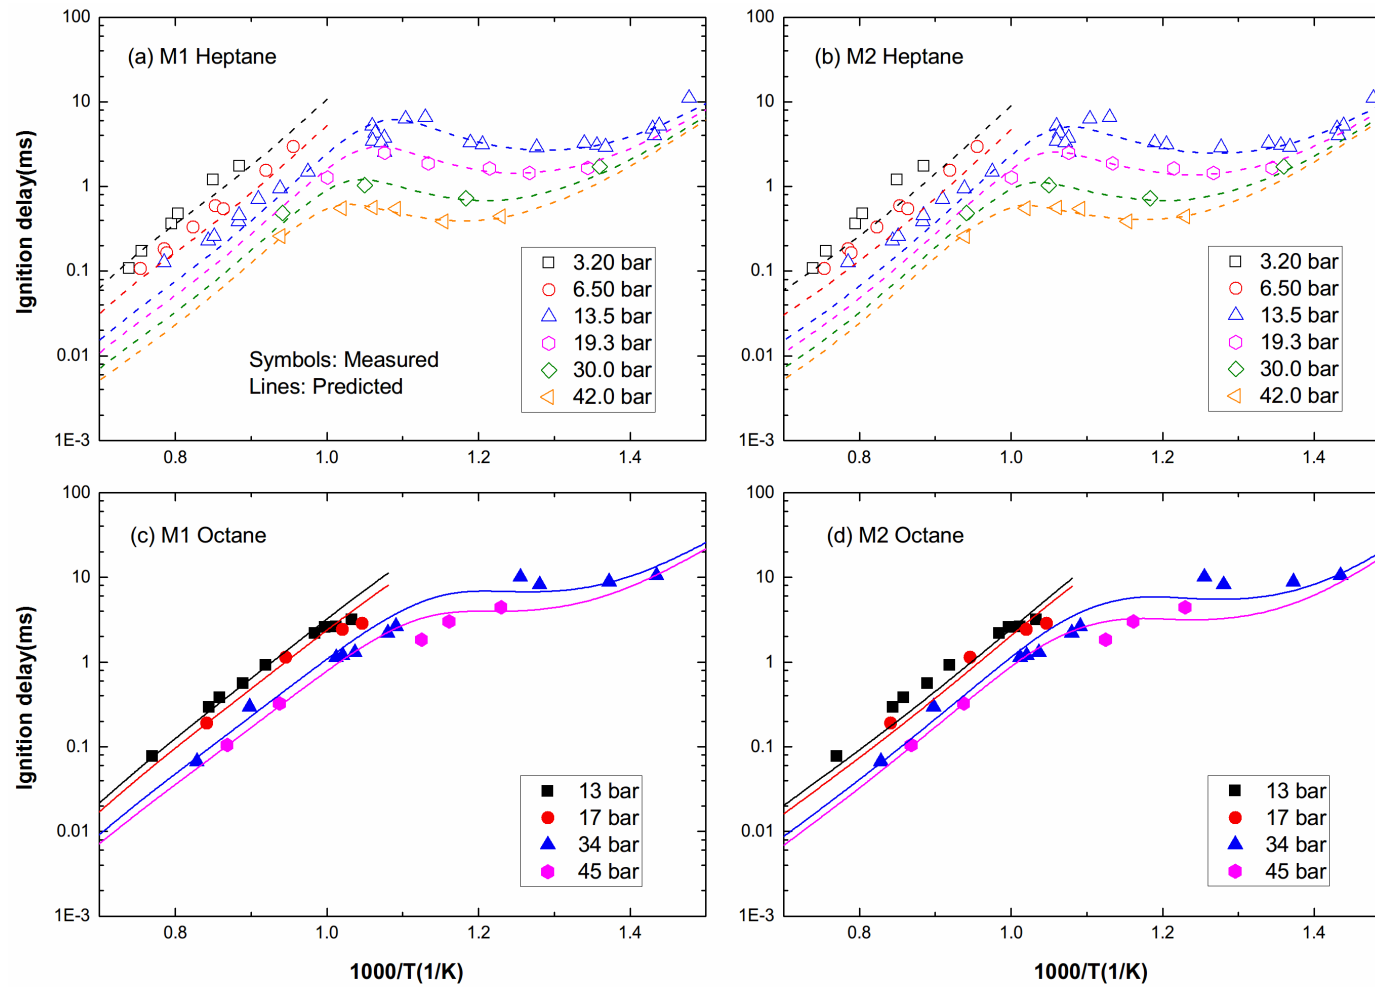 100
(a) M1 Heptane
10
1
0.1
0.01
1E-3
Ignition delay(ms)
Symbols: Measured
Lines: Predicted
3.20 bar
6.50 bar
13.5 bar
19.3 bar
30.0 bar
42.0 bar
0.8
1.0
1.2
1.4
100
(b) M2 Heptane
10
1
0.1
0.01
1E-3
3.20 bar
6.50 bar
13.5 bar
19.3 bar
30.0 bar
42.0 bar
0.8
1.0
1.2
1.4
100
(c) M1 Octane
10
1
0.1
0.01
1E-3
Ignition delay(ms)
13 bar
17 bar
34 bar
45 bar
0.8
1.0
1.2
1.4
1000/T(1/K)
100
(d) M2 Octane
10
1
0.1
0.01
1E-3
13 bar
17 bar
34 bar
45 bar
0.8
1.0
1.2
1.4
1000/T(1/K)